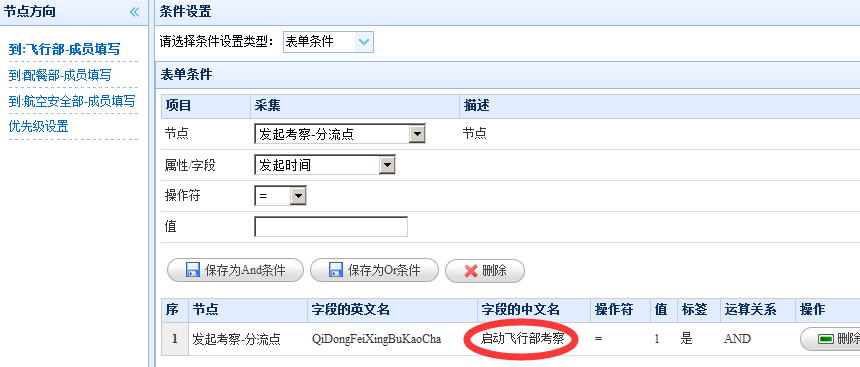 节点方向
到:飞行部-成员填写
到:配餐部-成员填写
到:航空安全部-成员填写
优先级设置
条件设置
请选择条件设置类型： 表单条件
表单条件
项目 采集 描述
节点 发起考察-分流点 节点
属性/字段 发起时间
操作符 =
值
保存为And条件 保存为Or条件 删除
序 节点 字段的英文名 字段的中文名 操作符 值 标签 运算关系 操作
1 发起考察-分流点 QiDongFeiXingBuKaoCha 启动飞行部考察 = 1 是 AND 删除